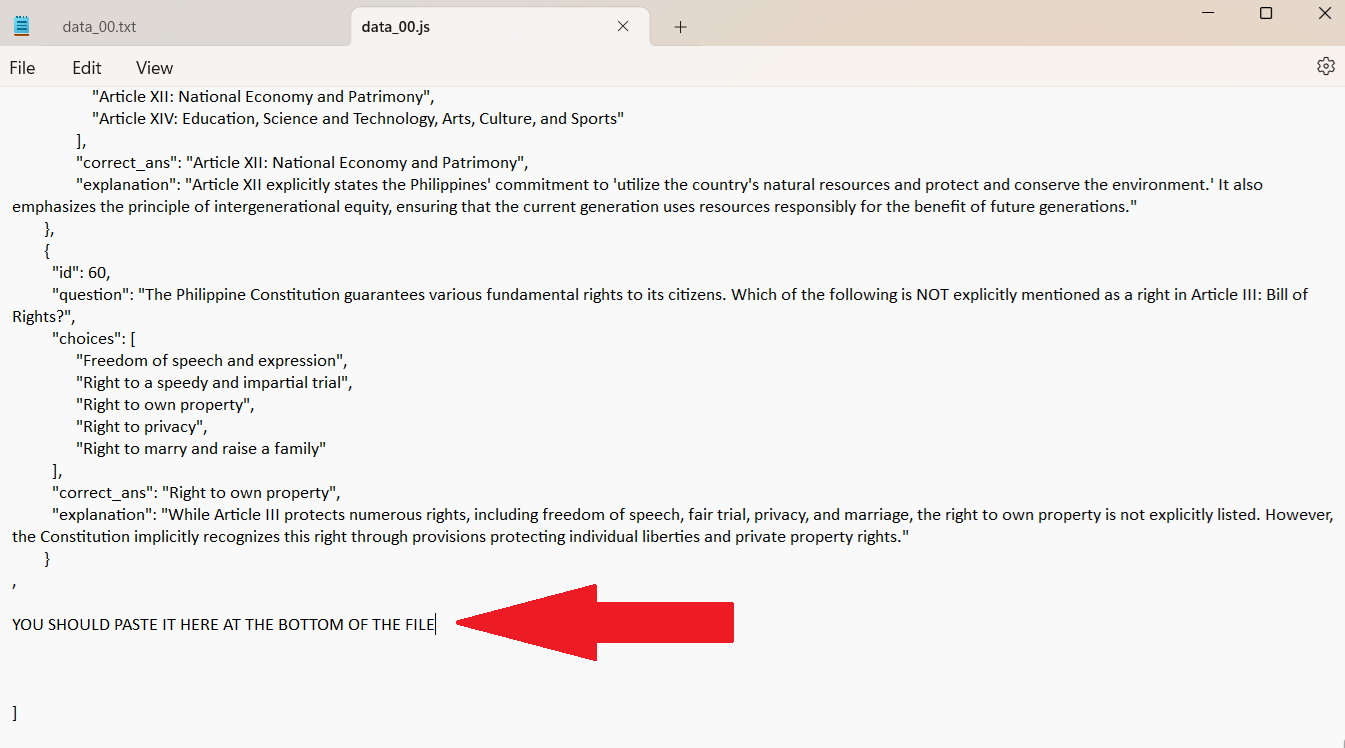 data_00.txt
data_00.js
File Edit View
"Article XII: National Economy and Patrimony",
"Article XIV: Education, Science and Technology, Arts, Culture, and Sports"
],
"correct_ans": "Article XII: National Economy and Patrimony",
"explanation": "Article XII explicitly states the Philippines' commitment to 'utilize the country's natural resources and protect and conserve the environment.' It also
emphasizes the principle of intergenerational equity, ensuring that the current generation uses resources responsibly for the benefit of future generations."
},
{
"id": 60,
"question": "The Philippine Constitution guarantees various fundamental rights to its citizens. Which of the following is NOT explicitly mentioned as a right in Article III: Bill of
Rights?",
"choices": [
"Freedom of speech and expression",
"Right to a speedy and impartial trial",
"Right to own property",
"Right to privacy",
"Right to marry and raise a family"
],
"correct_ans": "Right to own property",
"explanation": "While Article III protects numerous rights, including freedom of speech, fair trial, privacy, and marriage, the right to own property is not explicitly listed. However,
the Constitution implicitly recognizes this right through provisions protecting individual liberties and private property rights."
}
,
YOU SHOULD PASTE IT HERE AT THE BOTTOM OF THE FILE
]